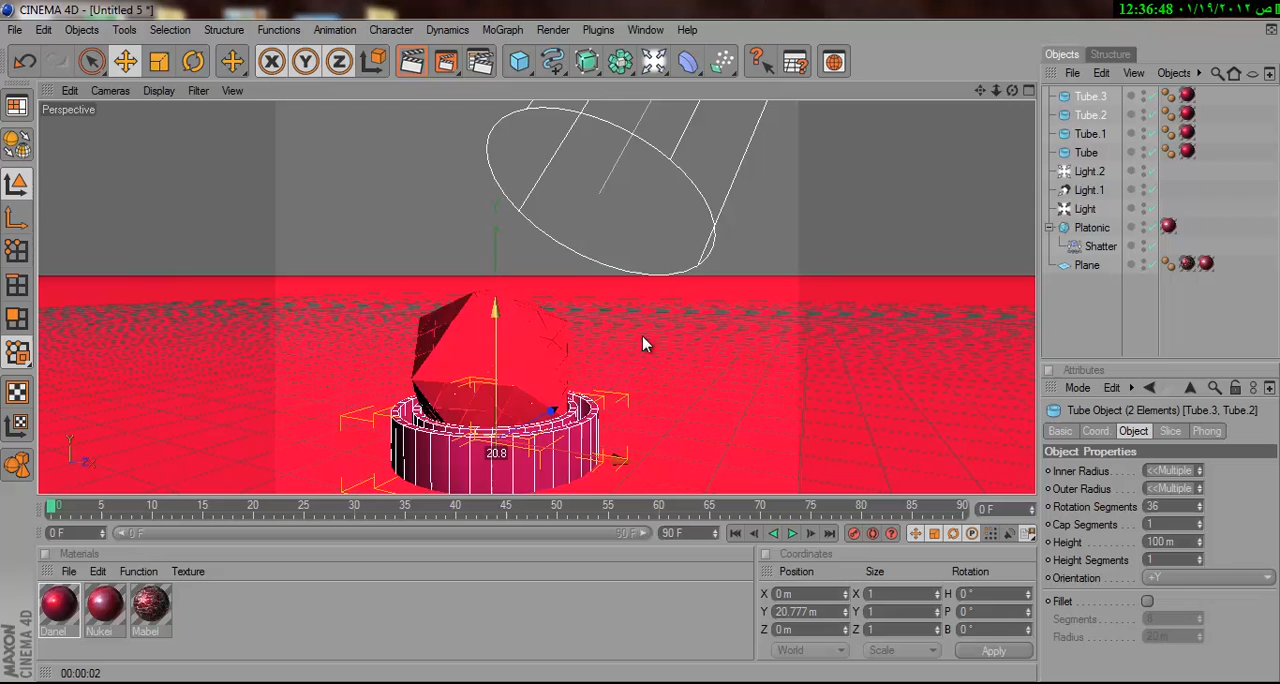 CINEMA 4D - [Untitled 5 *]
12:36:48 ص ٠١/١٩/٢٠١٢
File Edit Objects Tools Selection Structure Functions Animation Character Dynamics MoGraph Render Plugins Window Help
X Y Z
Objects Structure
File Edit View Objects
Edit Cameras Display Filter View
Perspective
Tube.3
Tube.2
Tube.1
Tube
Light.2
Light.1
Light
Platonic
Shatter
Plane
Y
20.8
Y
Attributes
Mode Edit
Tube Object (2 Elements) [Tube.3, Tube.2]
Basic Coord. Object Slice Phong
Object Properties
Inner Radius <<Multiple
Outer Radius <<Multiple
Rotation Segments 36
Cap Segments 1
Height 100 m
Height Segments 1
Orientation +Y
Fillet
Segments
Radius 20 m
0 5 10 15 20 25 30 35 40 45 50 55 60 65 70 75 80 85 90 0 F
0 F 0 F 90 F 90 F
Materials
File Edit Function Texture
Danel Nukei Mabel
Coordinates
Position Size Rotation
X 0 m X 1 H 0 °
Y 20.777 m Y 1 P 0 °
Z 0 m Z 1 B 0 °
World Scale Apply
MAXON
CINEMA 4D
00:00:02